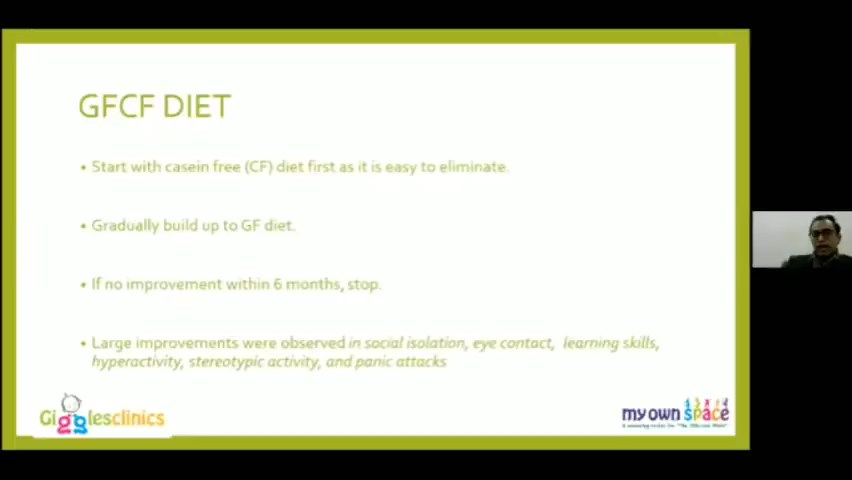 GFCF DIET
• Start with casein free (CF) diet first as it is easy to eliminate.
• Gradually build up to GF diet.
• If no improvement within 6 months, stop.
• Large improvements were observed in social isolation, eye contact, learning skills,
hyperactivity, stereotypic activity, and panic attacks
Gigglesclinics
my own space